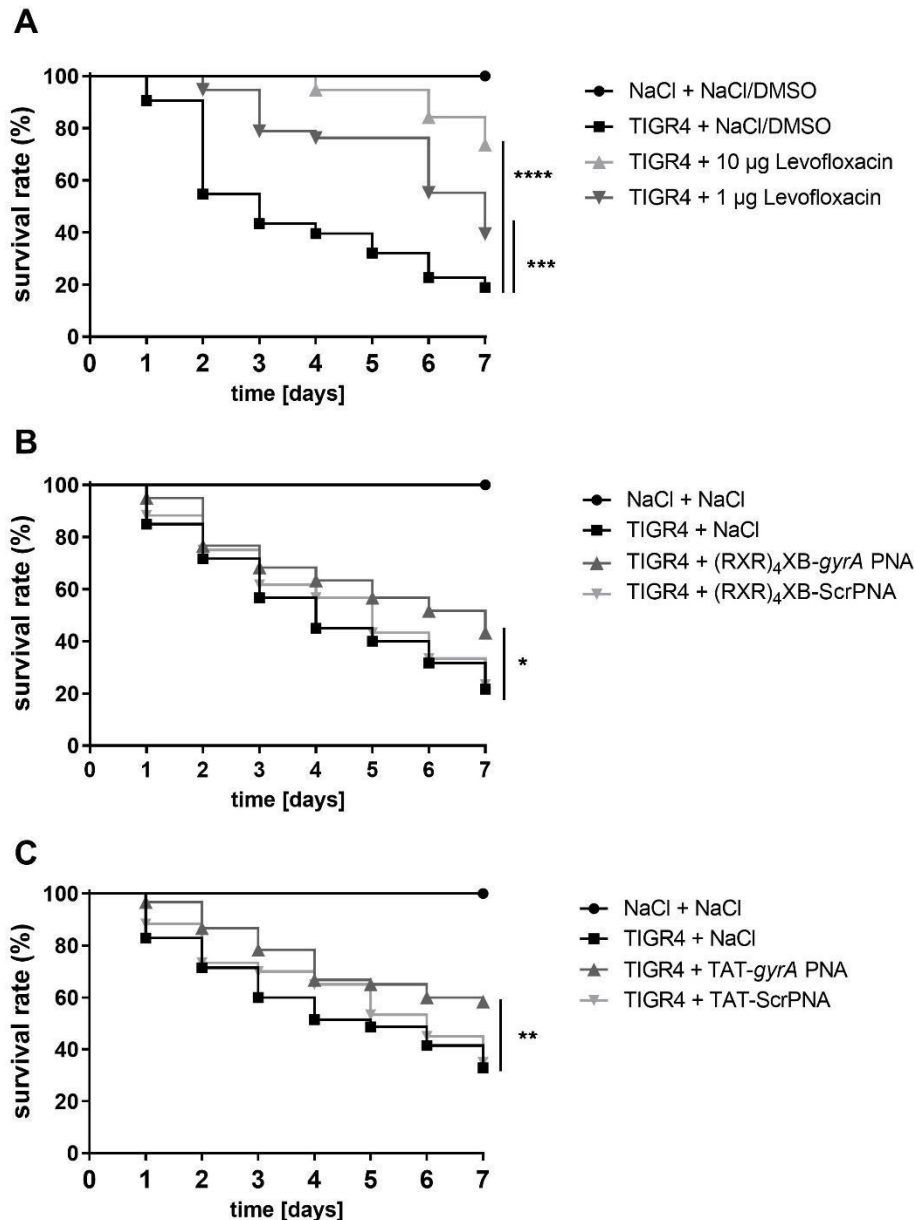 A
survival rate (%)
100
80
60
40
20
0
0 1 2 3 4 5 6 7
time [days]
NaCl + NaCl/DMSO
TIGR4 + NaCl/DMSO
TIGR4 + 10 µg Levofloxacin
TIGR4 + 1 µg Levofloxacin
****
***
B
survival rate (%)
100
80
60
40
20
0
0 1 2 3 4 5 6 7
time [days]
NaCl + NaCl
TIGR4 + NaCl
TIGR4 + (RXR)₄XB-gyrA PNA
TIGR4 + (RXR)₄XB-ScrPNA
*
C
survival rate (%)
100
80
60
40
20
0
0 1 2 3 4 5 6 7
time [days]
NaCl + NaCl
TIGR4 + NaCl
TIGR4 + TAT-gyrA PNA
TIGR4 + TAT-ScrPNA
**